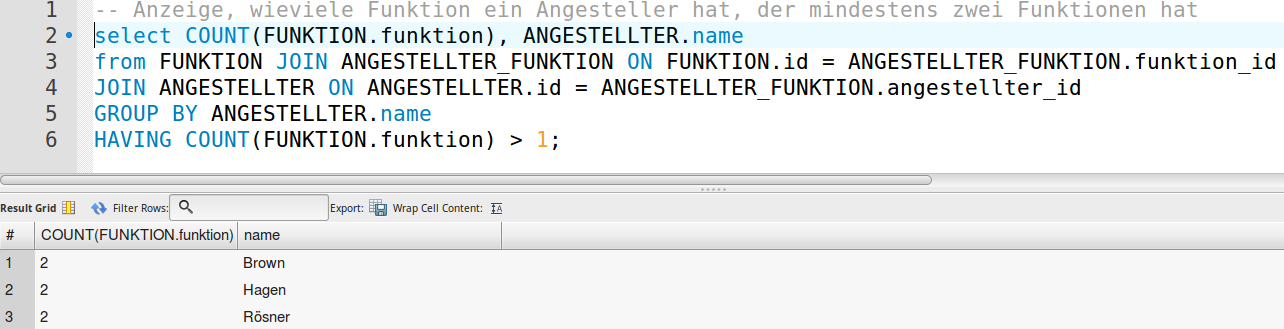 1 -- Anzeige, wieviele Funktion ein Angesteller hat, der mindestens zwei Funktionen hat
2 select COUNT(FUNKTION.funktion), ANGESTELLTER.name
3 from FUNKTION JOIN ANGESTELLTER_FUNKTION ON FUNKTION.id = ANGESTELLTER_FUNKTION.funktion_id
4 JOIN ANGESTELLTER ON ANGESTELLTER.id = ANGESTELLTER_FUNKTION.angestellter_id
5 GROUP BY ANGESTELLTER.name
6 HAVING COUNT(FUNKTION.funktion) > 1;
Result Grid Filter Rows: Export: Wrap Cell Content: IA
# COUNT(FUNKTION.funktion) name
1 2 Brown
2 2 Hagen
3 2 Rösner